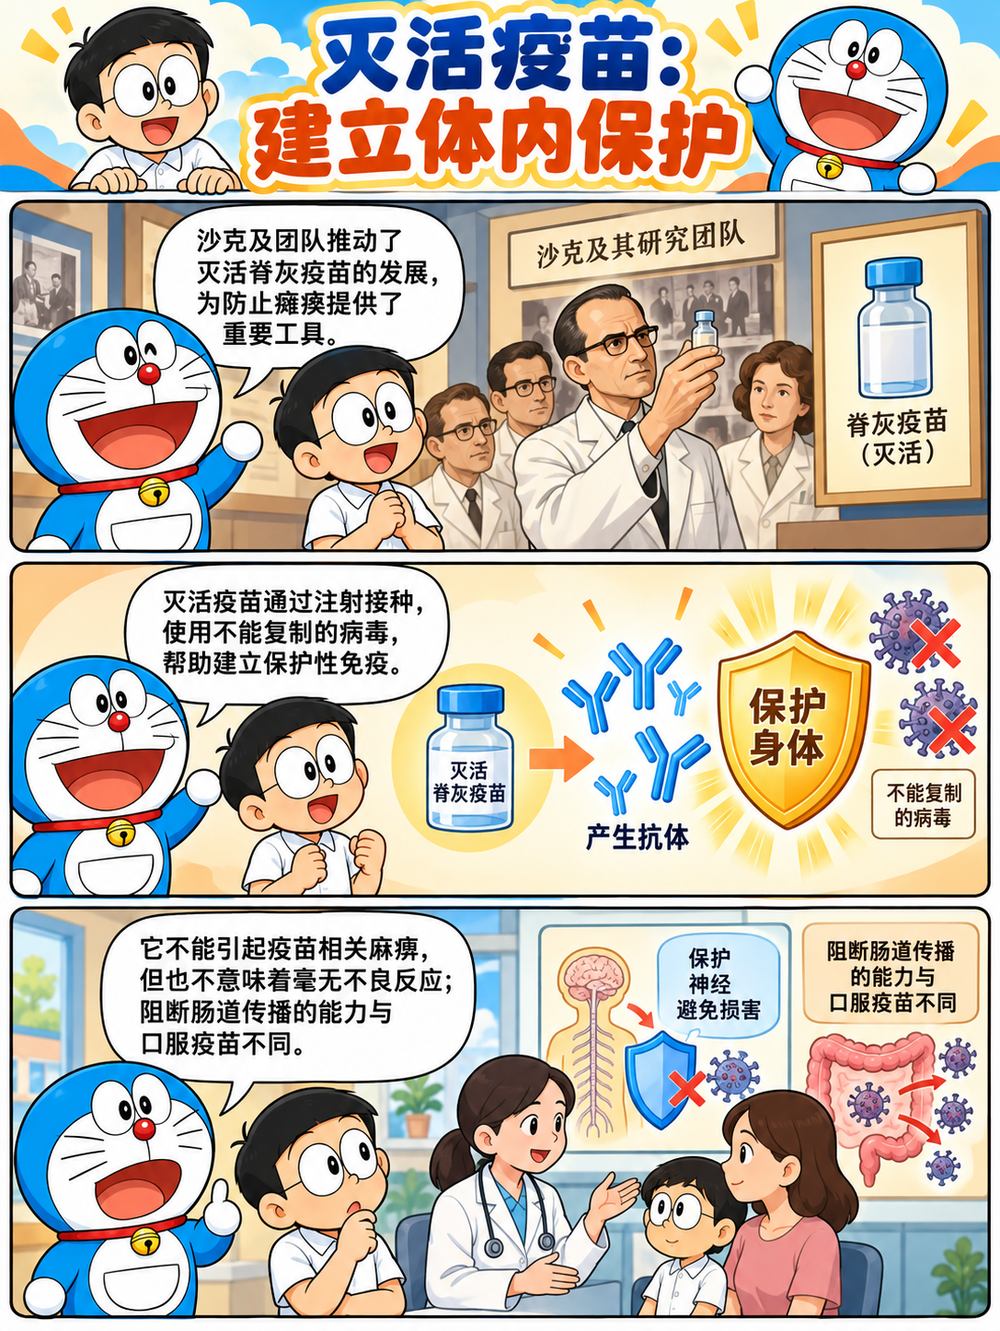 灭活疫苗:
建立体内保护
沙克及团队推动了
灭活脊灰疫苗的发展，
为防止瘫痪提供了
重要工具。
沙克及其研究团队
脊灰疫苗
（灭活）
灭活疫苗通过注射接种，
使用不能复制的病毒，
帮助建立保护性免疫。
灭活
脊灰疫苗
产生抗体
保护
身体
不能复制
的病毒
它不能引起疫苗相关麻痹，
但也不意味着毫无不良反应；
阻断肠道传播的能力与
口服疫苗不同。
保护
神经
避免损害
阻断肠道传播
的能力与
口服疫苗不同